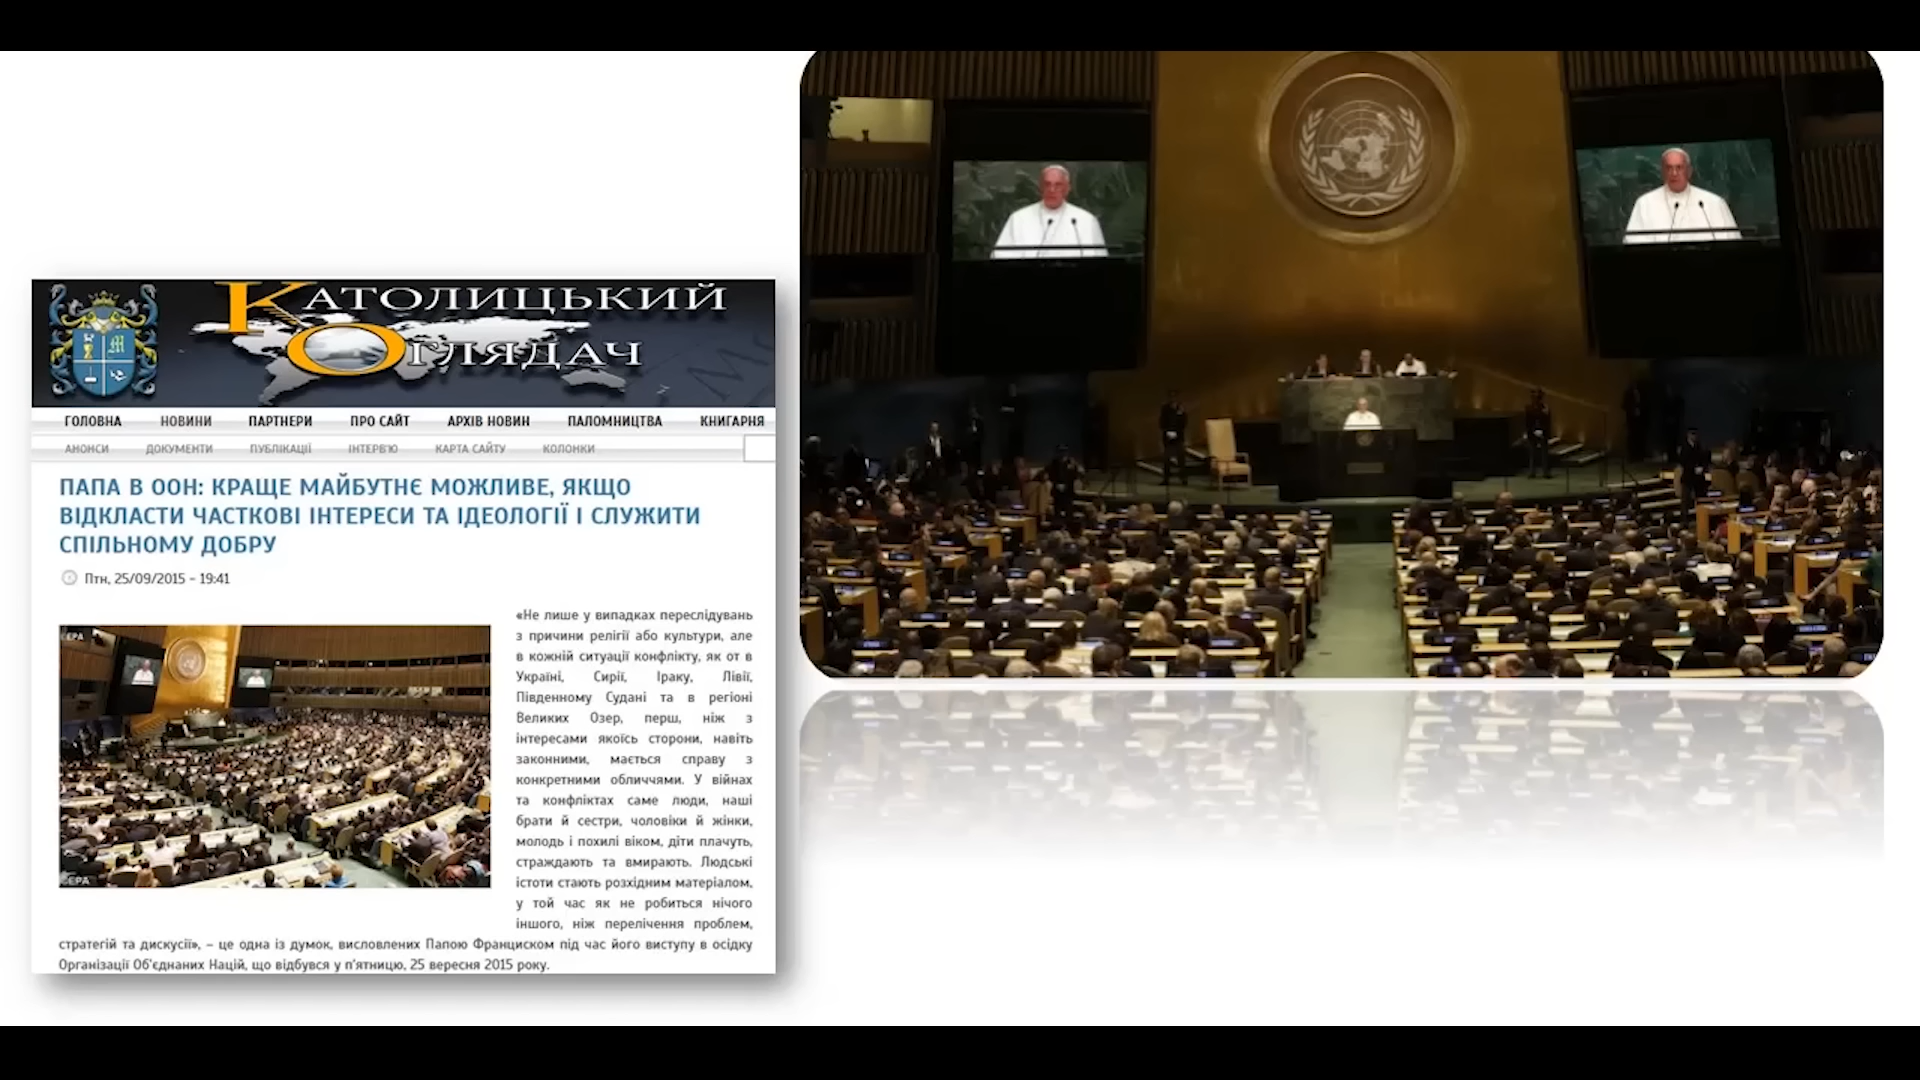 КАТОЛИЦЬКИЙ
ОГЛЯДАЧ
ГОЛОВНА НОВИНИ ПАРТНЕРИ ПРО САЙТ АРХІВ НОВИН ПАЛОМНИЦТВА КНИГАРНЯ
АНОНСИ ДОКУМЕНТИ ПУБЛІКАЦІЇ ІНТЕРВ'Ю КАРТА САЙТУ КОЛОНКИ
ПАПА В ООН: КРАЩЕ МАЙБУТНЄ МОЖЛИВЕ, ЯКЩО
ВІДКЛАСТИ ЧАСТКОВІ ІНТЕРЕСИ ТА ІДЕОЛОГІЇ І СЛУЖИТИ
СПІЛЬНОМУ ДОБРУ
Птн, 25/09/2015 - 19:41
«Не лише у випадках переслідувань
з причини релігії або культури, але
в кожній ситуації конфлікту, як от в
Україні, Сирії, Іраку, Лівії,
Південному Судані та в регіоні
Великих Озер, перш, ніж з
інтересами якоїсь сторони, навіть
законними, мається справу з
конкретними обличчями. У війнах
та конфліктах саме люди, наші
брати й сестри, чоловіки й жінки,
молодь і похилі віком, діти плачуть,
страждають та вмирають. Людські
істоти стають розхідним матеріалом,
у той час як не робиться нічого
іншого, ніж перелічення проблем,
стратегій та дискусії», – це одна із думок, висловлених Папою Франциском під час його виступу в осідку
Організації Об'єднаних Націй, що відбувся у п'ятницю, 25 вересня 2015 року.